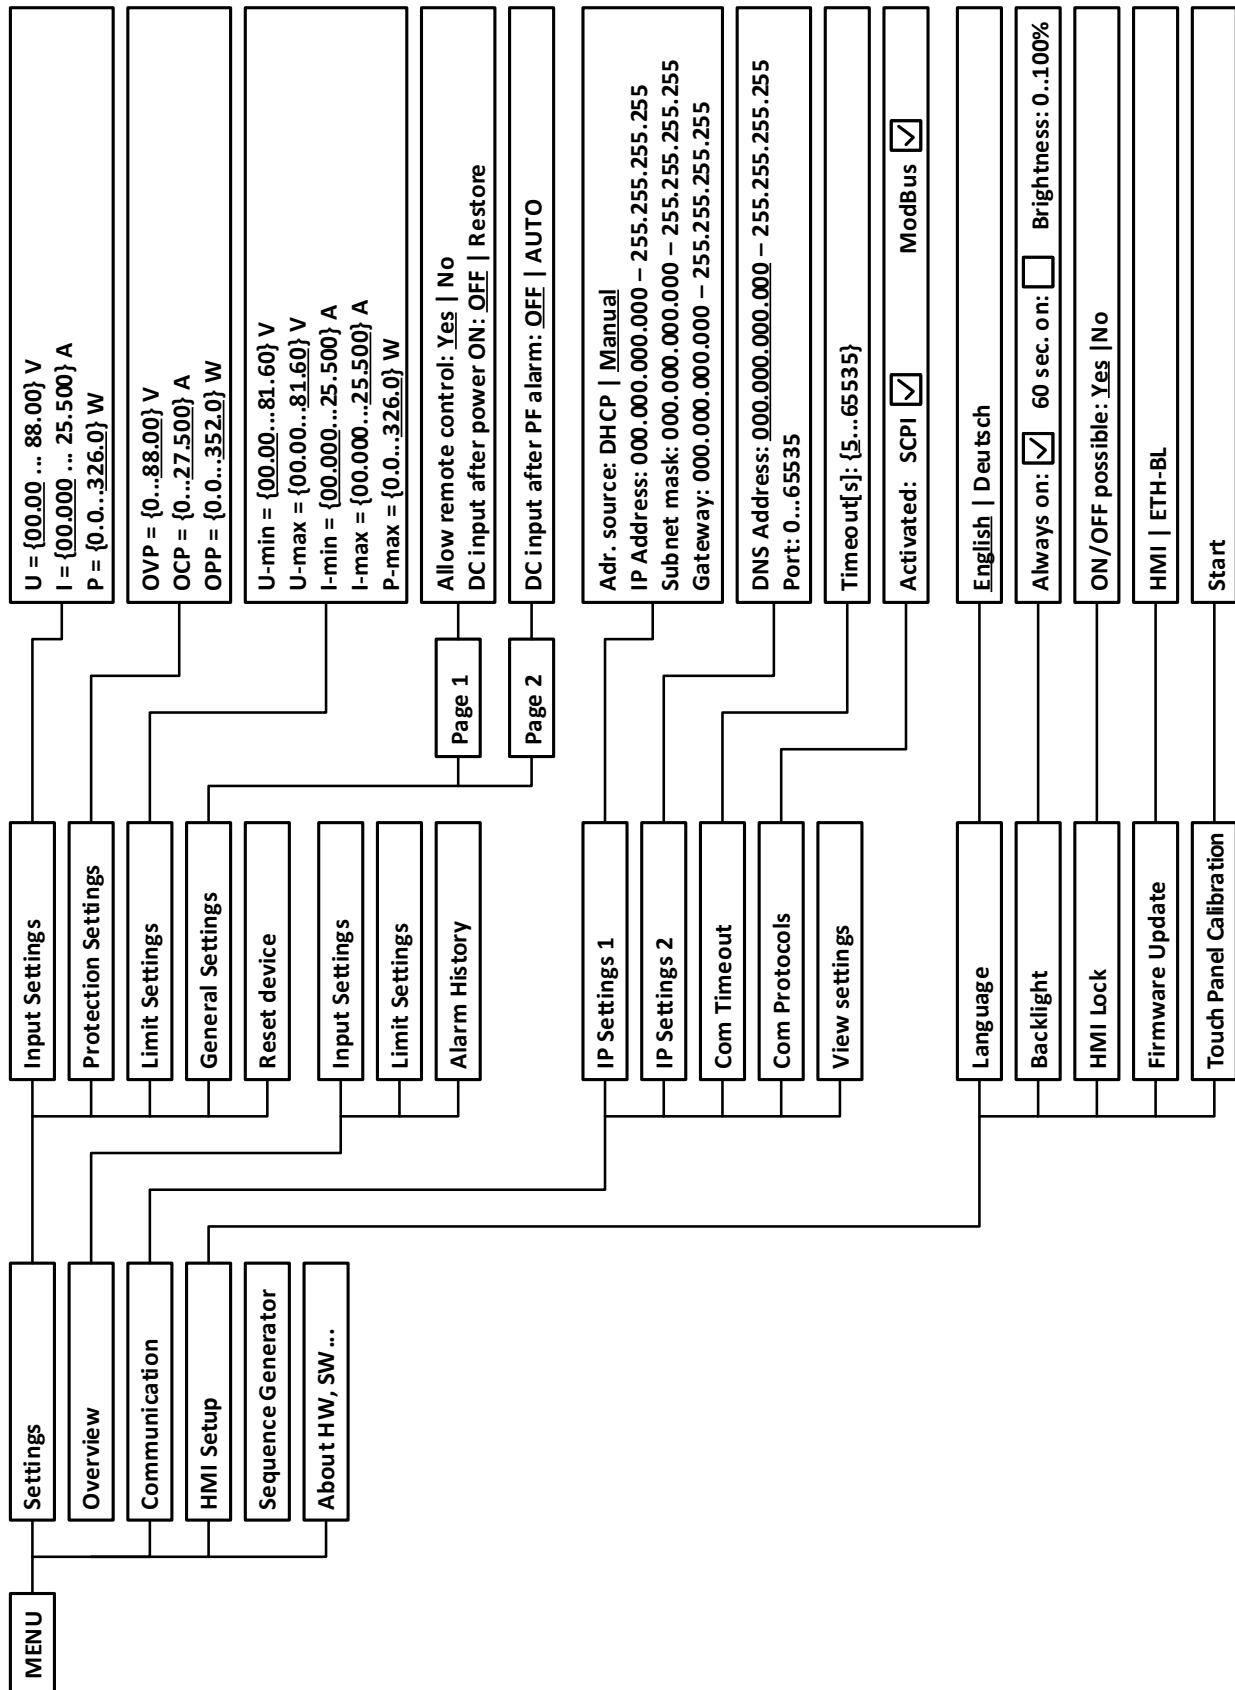 MENU
Settings
Overview
Communication
HMI Setup
Sequence Generator
About HW, SW...
Input Settings
Protection Settings
Limit Settings
General Settings
Reset device
Input Settings
Limit Settings
Alarm History
IP Settings 1
IP Settings 2
Com Timeout
Com Protocols
View settings
Language
Backlight
HMI Lock
Firmware Update
Touch Panel Calibration
Page 1
Page 2
U = {00.00 ... 88.00} V
I = {00.000 ... 25.500} A
P = {0.0...326.0} W
OVP = {0...88.00} V
OCP = {0...27.500} A
OPP = {0.0...352.0} W
U-min = {00.00...81.60} V
U-max = {00.00...81.60} V
I-min = {00.000...25.500} A
I-max = {00.000...25.500} A
P-max = {0.0...326.0} W
Allow remote control: Yes | No
DC input after power ON: OFF | Restore
DC input after PF alarm: OFF | AUTO
Adr. source: DHCP | Manual
IP Address: 000.000.000.000 – 255.255.255.255
Subnet mask: 000.000.000.000 – 255.255.255.255
Gateway: 000.000.000.000 – 255.255.255.255
DNS Address: 000.000.000.000 – 255.255.255.255
Port: 0...65535
Timeout[s]: {5...65535}
Activated: SCPI ☑ ModBus ☑
English | Deutsch
Always on: ☑ 60 sec. on: ☐ Brightness: 0..100%
ON/OFF possible: Yes |No
HMI | ETH-BL
Start